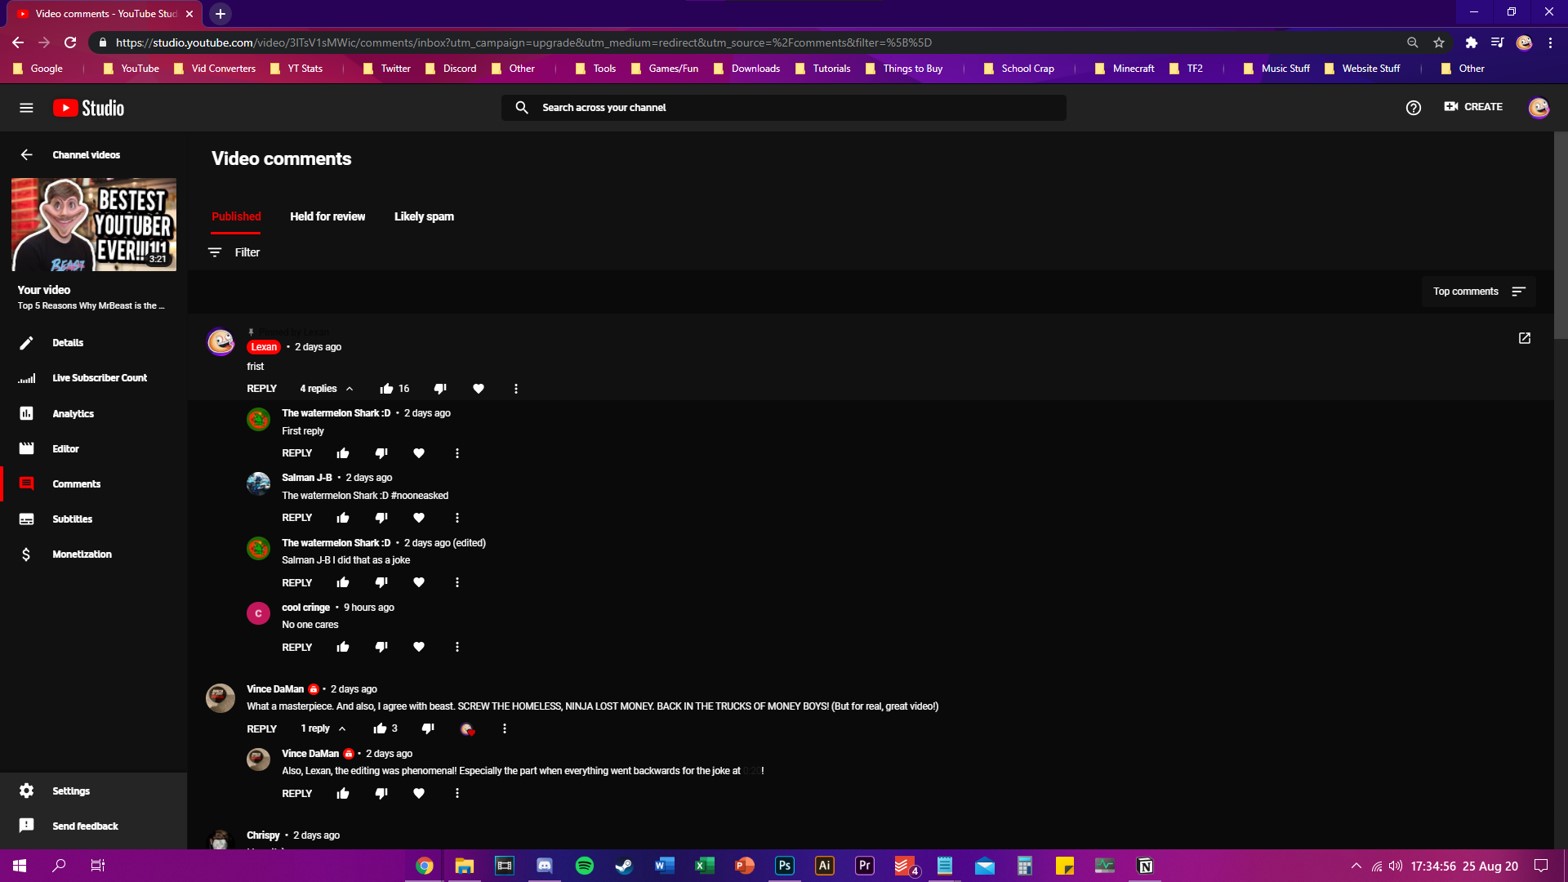 Video comments - YouTube Stud
https://studio.youtube.com/video/3lTsV1sMWic/comments/inbox?utm_campaign=upgrade&utm_medium=redirect&utm_source=%2Fcomments&filter=%5B%5D
Google YouTube Vid Converters YT Stats Twitter Discord Other Tools Games/Fun Downloads Tutorials Things to Buy School Crap Minecraft TF2 Music Stuff Website Stuff Other
Studio Search across your channel CREATE
Channel videos
BESTEST
YOUTUBER
EVER!!!1!
BEAST
3:21
Your video
Top 5 Reasons Why MrBeast is the ...
Details
Live Subscriber Count
Analytics
Editor
Comments
Subtitles
Monetization
Settings
Send feedback
Video comments
Published Held for review Likely spam
Filter
Top comments
Pinned by Lexan
Lexan • 2 days ago
frist
REPLY 4 replies 16
The watermelon Shark :D • 2 days ago
First reply
REPLY
Salman J-B • 2 days ago
The watermelon Shark :D #nooneasked
REPLY
The watermelon Shark :D • 2 days ago (edited)
Salman J-B I did that as a joke
REPLY
C
cool cringe • 9 hours ago
No one cares
REPLY
Vince DaMan • 2 days ago
What a masterpiece. And also, I agree with beast. SCREW THE HOMELESS, NINJA LOST MONEY. BACK IN THE TRUCKS OF MONEY BOYS! (But for real, great video!)
REPLY 1 reply 3
Vince DaMan • 2 days ago
Also, Lexan, the editing was phenomenal! Especially the part when everything went backwards for the joke at !
REPLY
Chrispy • 2 days ago
Ps Ai Pr 4
17:34:56 25 Aug 20